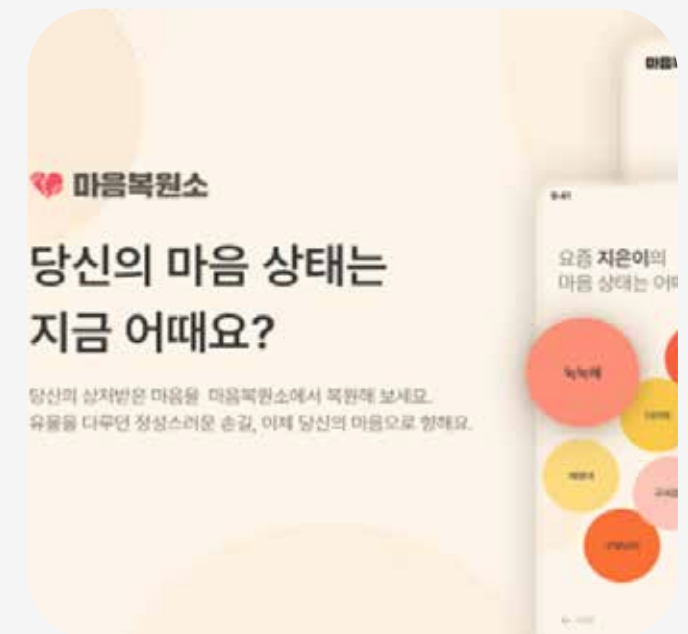 마음복원소
당신의 마음 상태는
지금 어때요?
당신의 상처받은 마음을 마음복원소에서 복원해 보세요.
유물을 다루던 정성스러운 손길, 이제 당신의 마음으로 향해요.
9:41
요즘 지은이의
마음 상태는